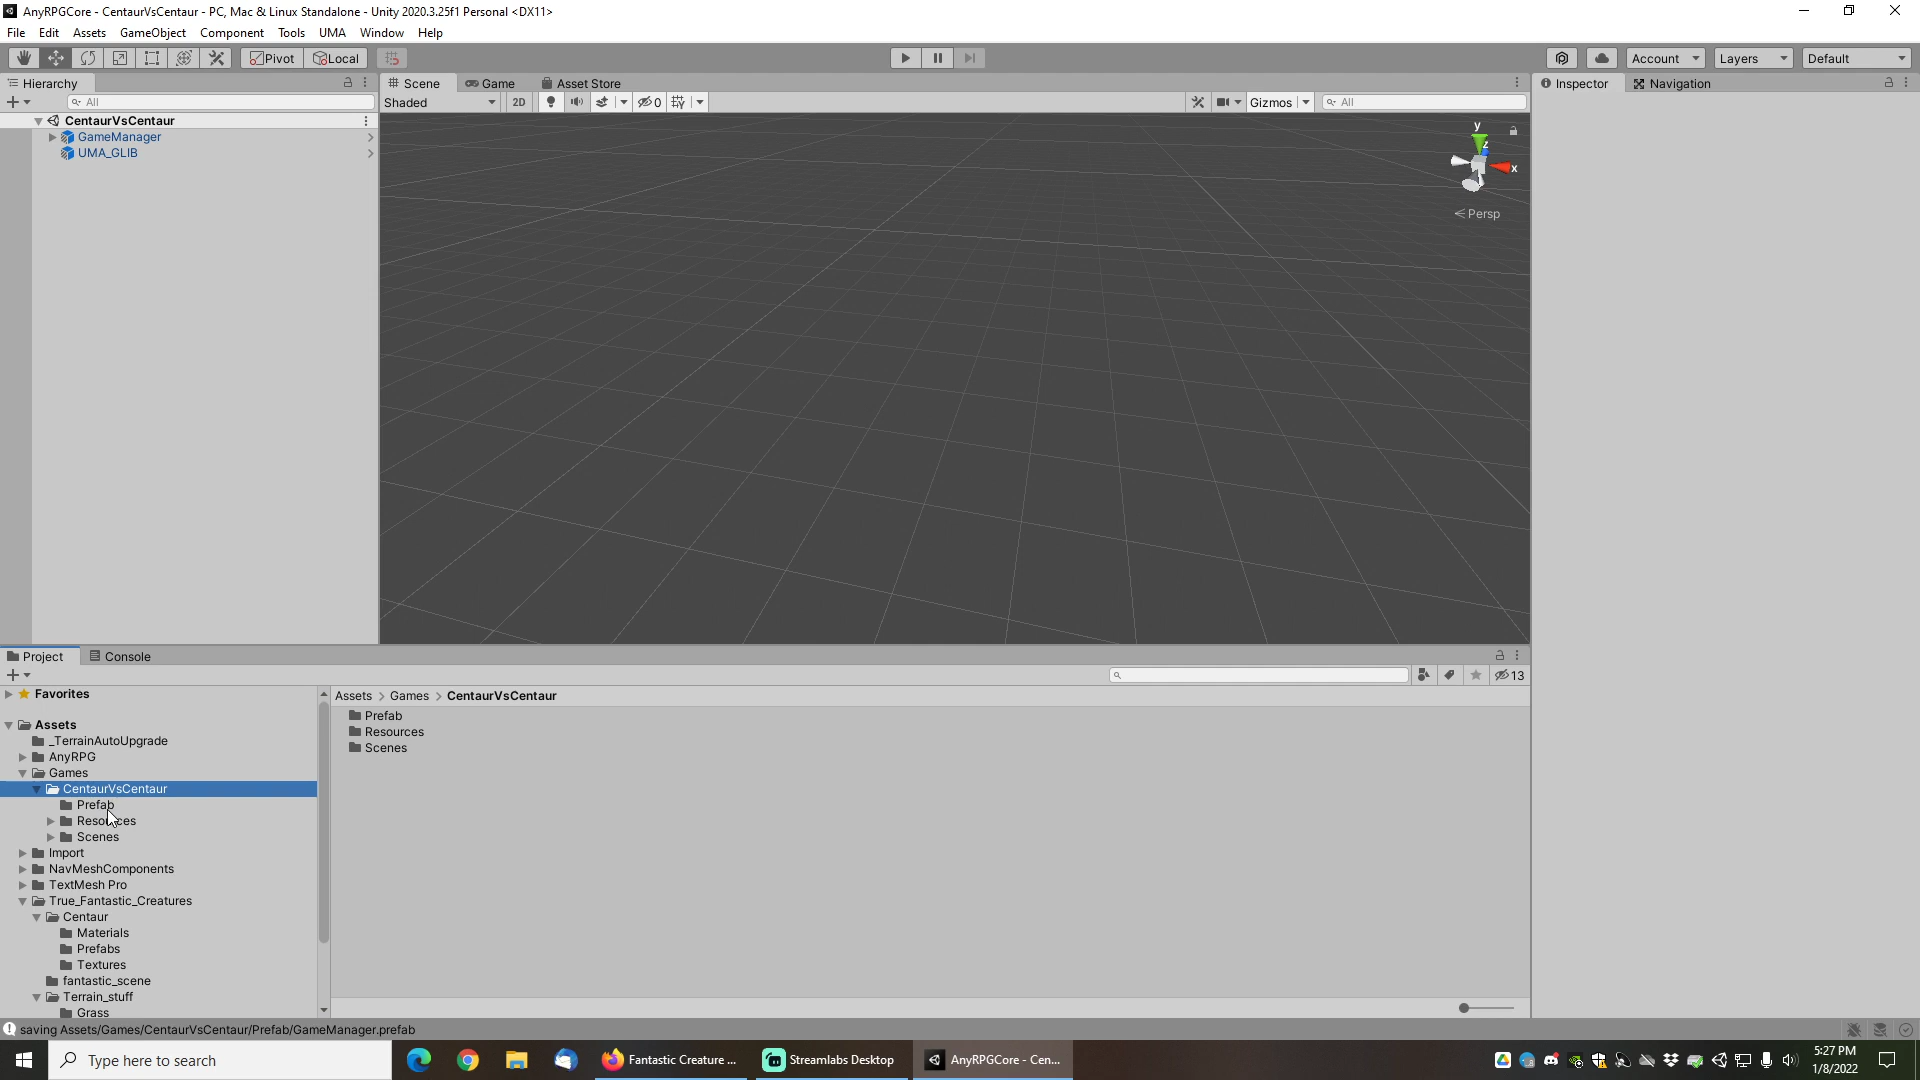 AnyRPGCore - CentaurVsCentaur - PC, Mac & Linux Standalone - Unity 2020.3.25f1 Personal <DX11>
File Edit Assets GameObject Component Tools UMA Window Help
Pivot Local Account Layers Default
Hierarchy Scene Game Asset Store Inspector Navigation
All Shaded 2D 0 Gizmos All
CentaurVsCentaur
GameManager
UMA_GLIB
y
z
x
Persp
Project Console
13
Favorites
Assets > Games > CentaurVsCentaur
Prefab
Resources
Scenes
Assets
_TerrainAutoUpgrade
AnyRPG
Games
CentaurVsCentaur
Prefab
Resources
Scenes
Import
NavMeshComponents
TextMesh Pro
True_Fantastic_Creatures
Centaur
Materials
Prefabs
Textures
fantastic_scene
Terrain_stuff
Grass
saving Assets/Games/CentaurVsCentaur/Prefab/GameManager.prefab
Type here to search Fantastic Creature ... Streamlabs Desktop AnyRPGCore - Cen... 5:27 PM
1/8/2022